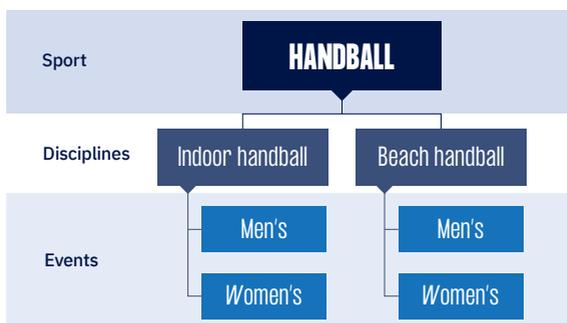 Sport
HANDBALL
Disciplines
Indoor handball
Beach handball
Events
Men's
Men's
Women's
Women's